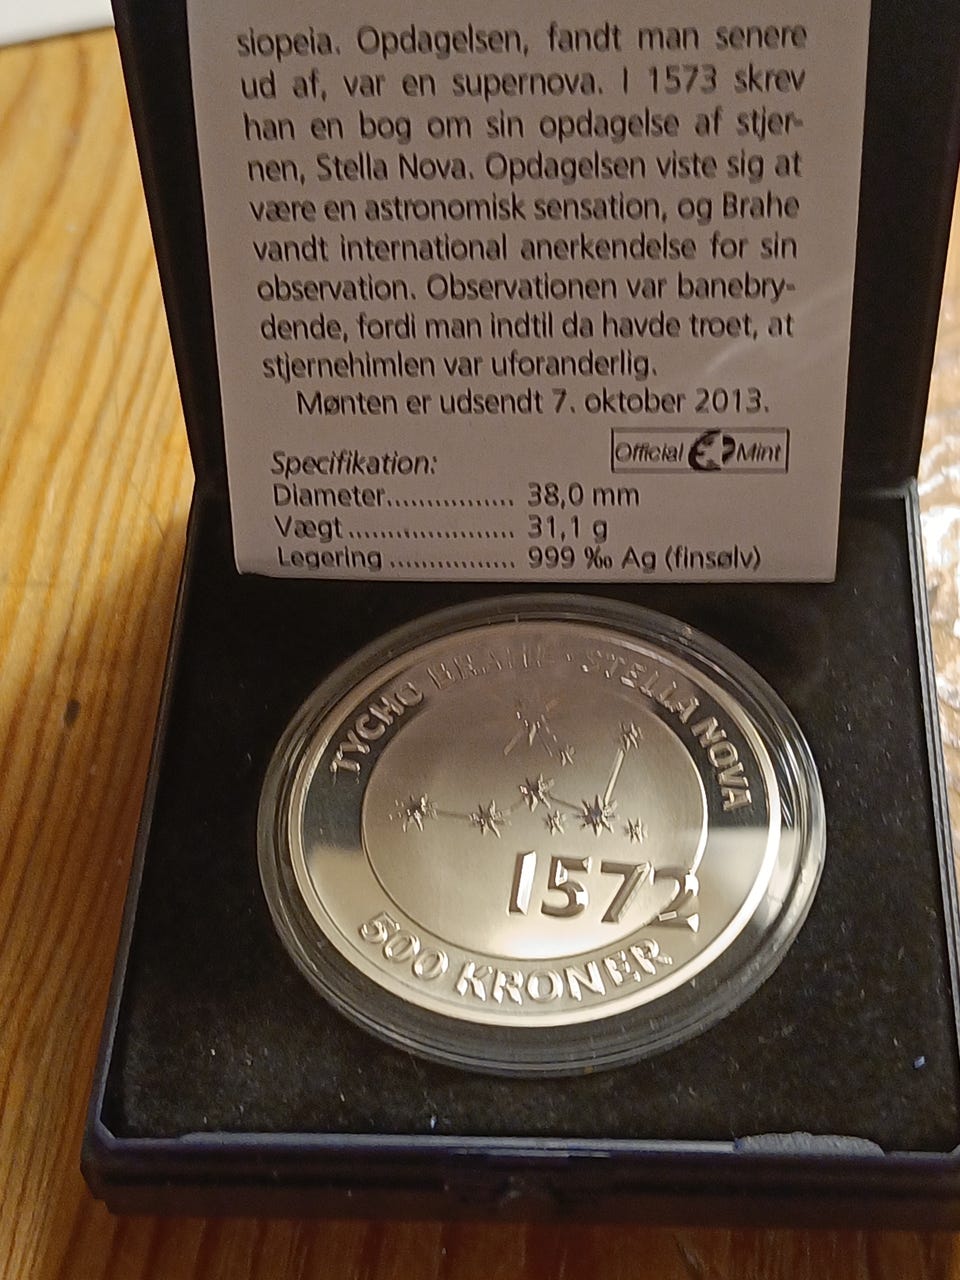 siopeia. Opdagelsen, fandt man senere
ud af, var en supernova. I 1573 skrev
han en bog om sin opdagelse af stjer-
nen, Stella Nova. Opdagelsen viste sig at
være en astronomisk sensation, og Brahe
vandt international anerkendelse for sin
observation. Observationen var banebry-
dende, fordi man indtil da havde troet, at
stjernehimlen var uforanderlig.
Mønten er udsendt 7. oktober 2013.
Official Mint
Specifikation:
Diameter................ 38,0 mm
Vægt...................... 31,1 g
Legering ................ 999 ‰ Ag (finsølv)
TYCHO BRAHE · STELLA NOVA
1572
500 KRONER